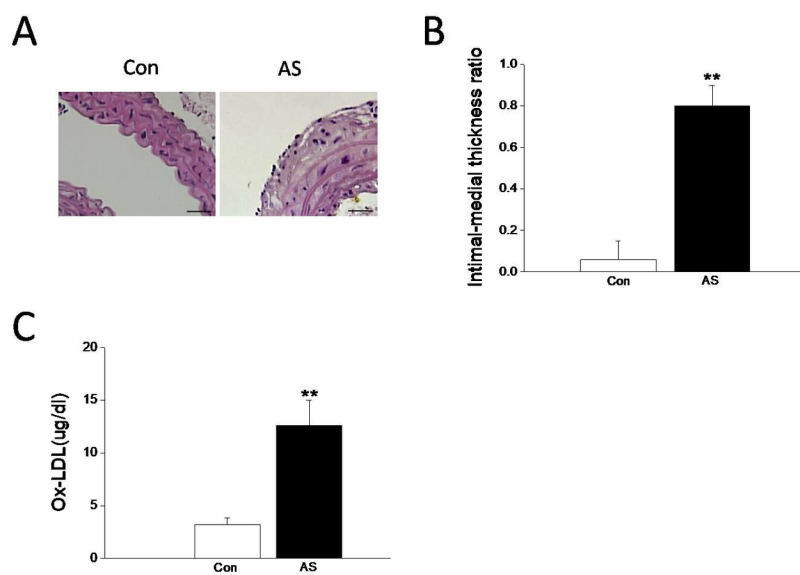 A
Con
AS
B
Intimal-medial thickness ratio
1.0
0.8
0.6
0.4
0.2
0.0
**
Con
AS
C
Ox-LDL(ug/dl)
20
15
10
5
0
**
Con
AS